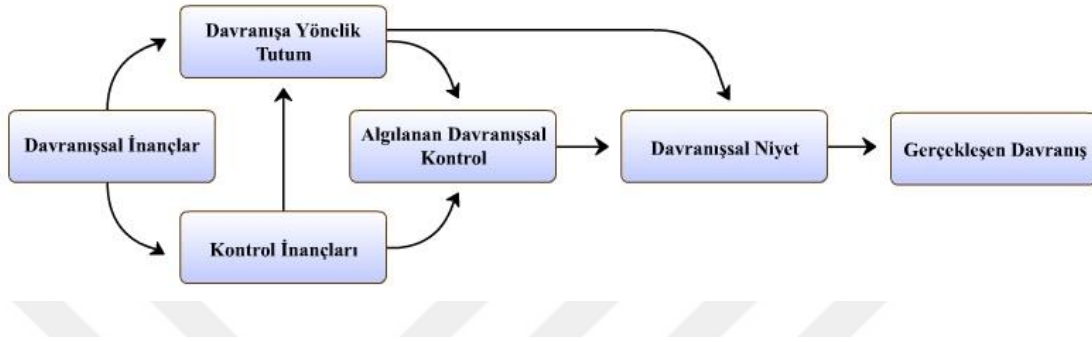 Davranışa Yönelik
Tutum
Davranışsal İnançlar
Algılanan Davranışsal
Kontrol
Davranışsal Niyet
Gerçekleşen Davranış
Kontrol İnançları